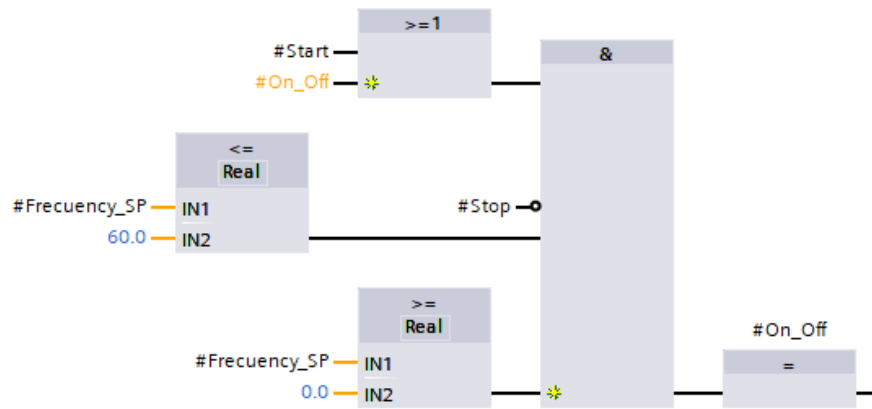 >=1
#Start
#On_Off
&
<=
Real
#Frecuency_SP
IN1
60.0
IN2
#Stop
>=
Real
#Frecuency_SP
IN1
0.0
IN2
#On_Off
=